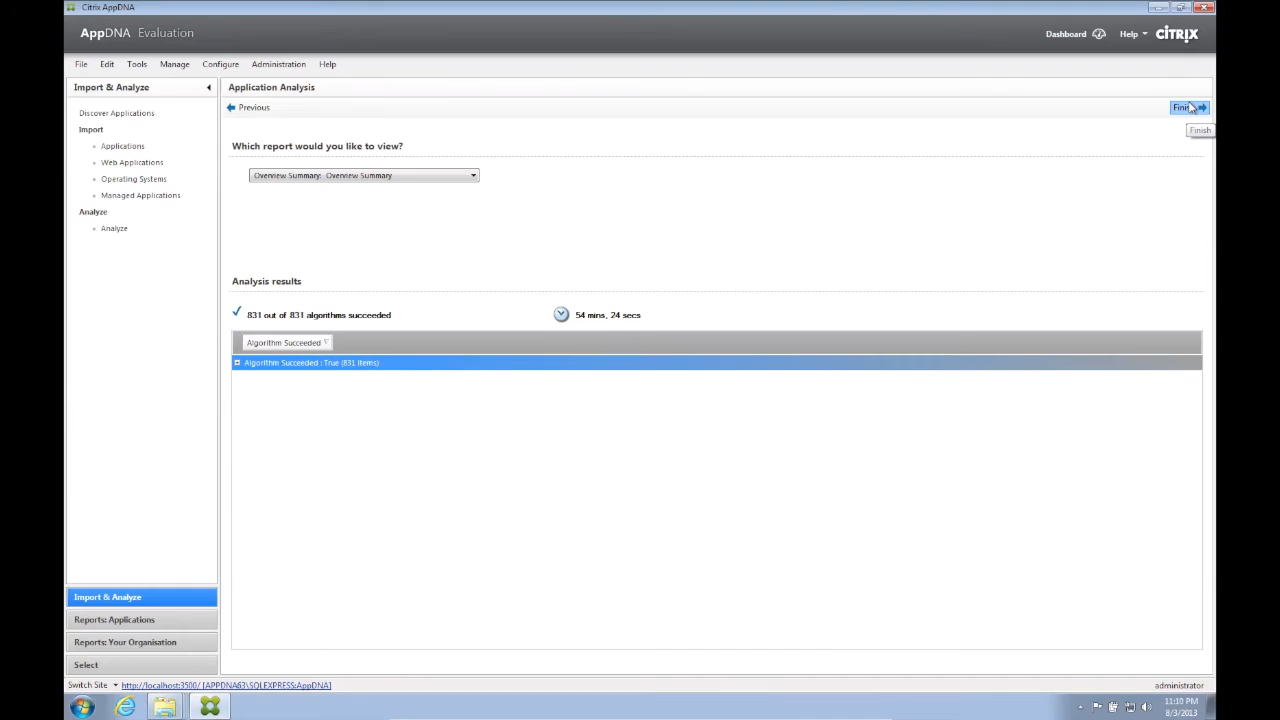 Citrix AppDNA
AppDNA Evaluation
Dashboard
Help
CITRIX
File Edit Tools Manage Configure Administration Help
Import & Analyze
Application Analysis
Discover Applications
Import
Applications
Web Applications
Operating Systems
Managed Applications
Analyze
Analyze
Previous
Finish
Which report would you like to view?
Overview Summary: Overview Summary
Analysis results
831 out of 831 algorithms succeeded
54 mins, 24 secs
Algorithm Succeeded
Algorithm Succeeded : True (831 items)
Import & Analyze
Reports: Applications
Reports: Your Organisation
Select
Switch Site
http://localhost:3500/ [APPDNA63\SQLEXPRESS:AppDNA]
administrator
11:10 PM
8/3/2013